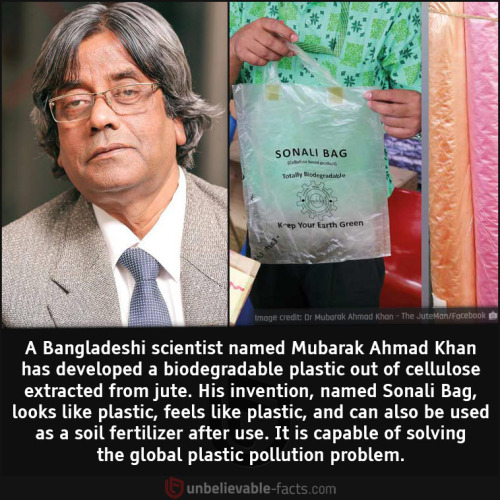 SONALI BAG
Totally Biodegradable
Keep Your Earth Green
Image credit: Dr Mubarak Ahmad Khan - The JuteMan/Facebook
A Bangladeshi scientist named Mubarak Ahmad Khan
has developed a biodegradable plastic out of cellulose
extracted from jute. His invention, named Sonali Bag,
looks like plastic, feels like plastic, and can also be used
as a soil fertilizer after use. It is capable of solving
the global plastic pollution problem.
unbelievable-facts.com